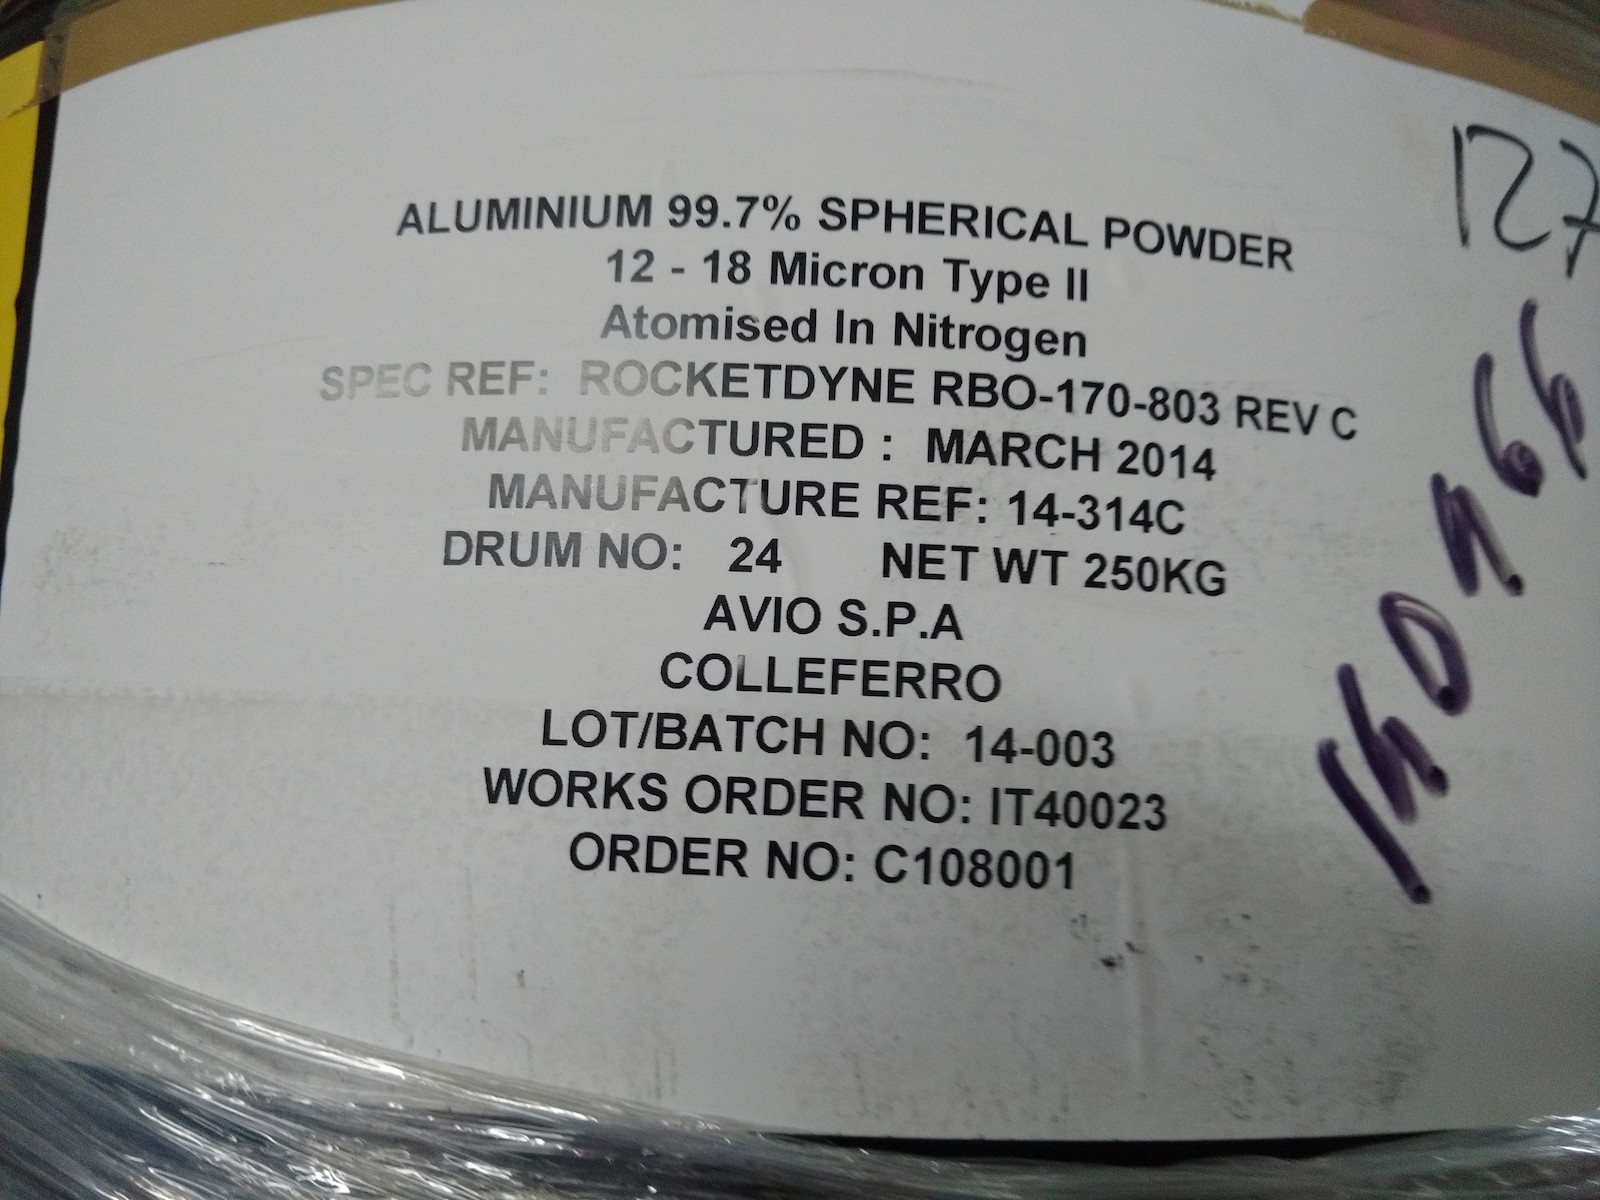 ALUMINIUM 99.7% SPHERICAL POWDER
12 - 18 Micron Type II
Atomised In Nitrogen
SPEC REF: ROCKETDYNE RBO-170-803 REV C
MANUFACTURED : MARCH 2014
MANUFACTURE REF: 14-314C
DRUM NO: 24 NET WT 250KG
AVIO S.P.A
COLLEFERRO
LOT/BATCH NO: 14-003
WORKS ORDER NO: IT40023
ORDER NO: C108001
127